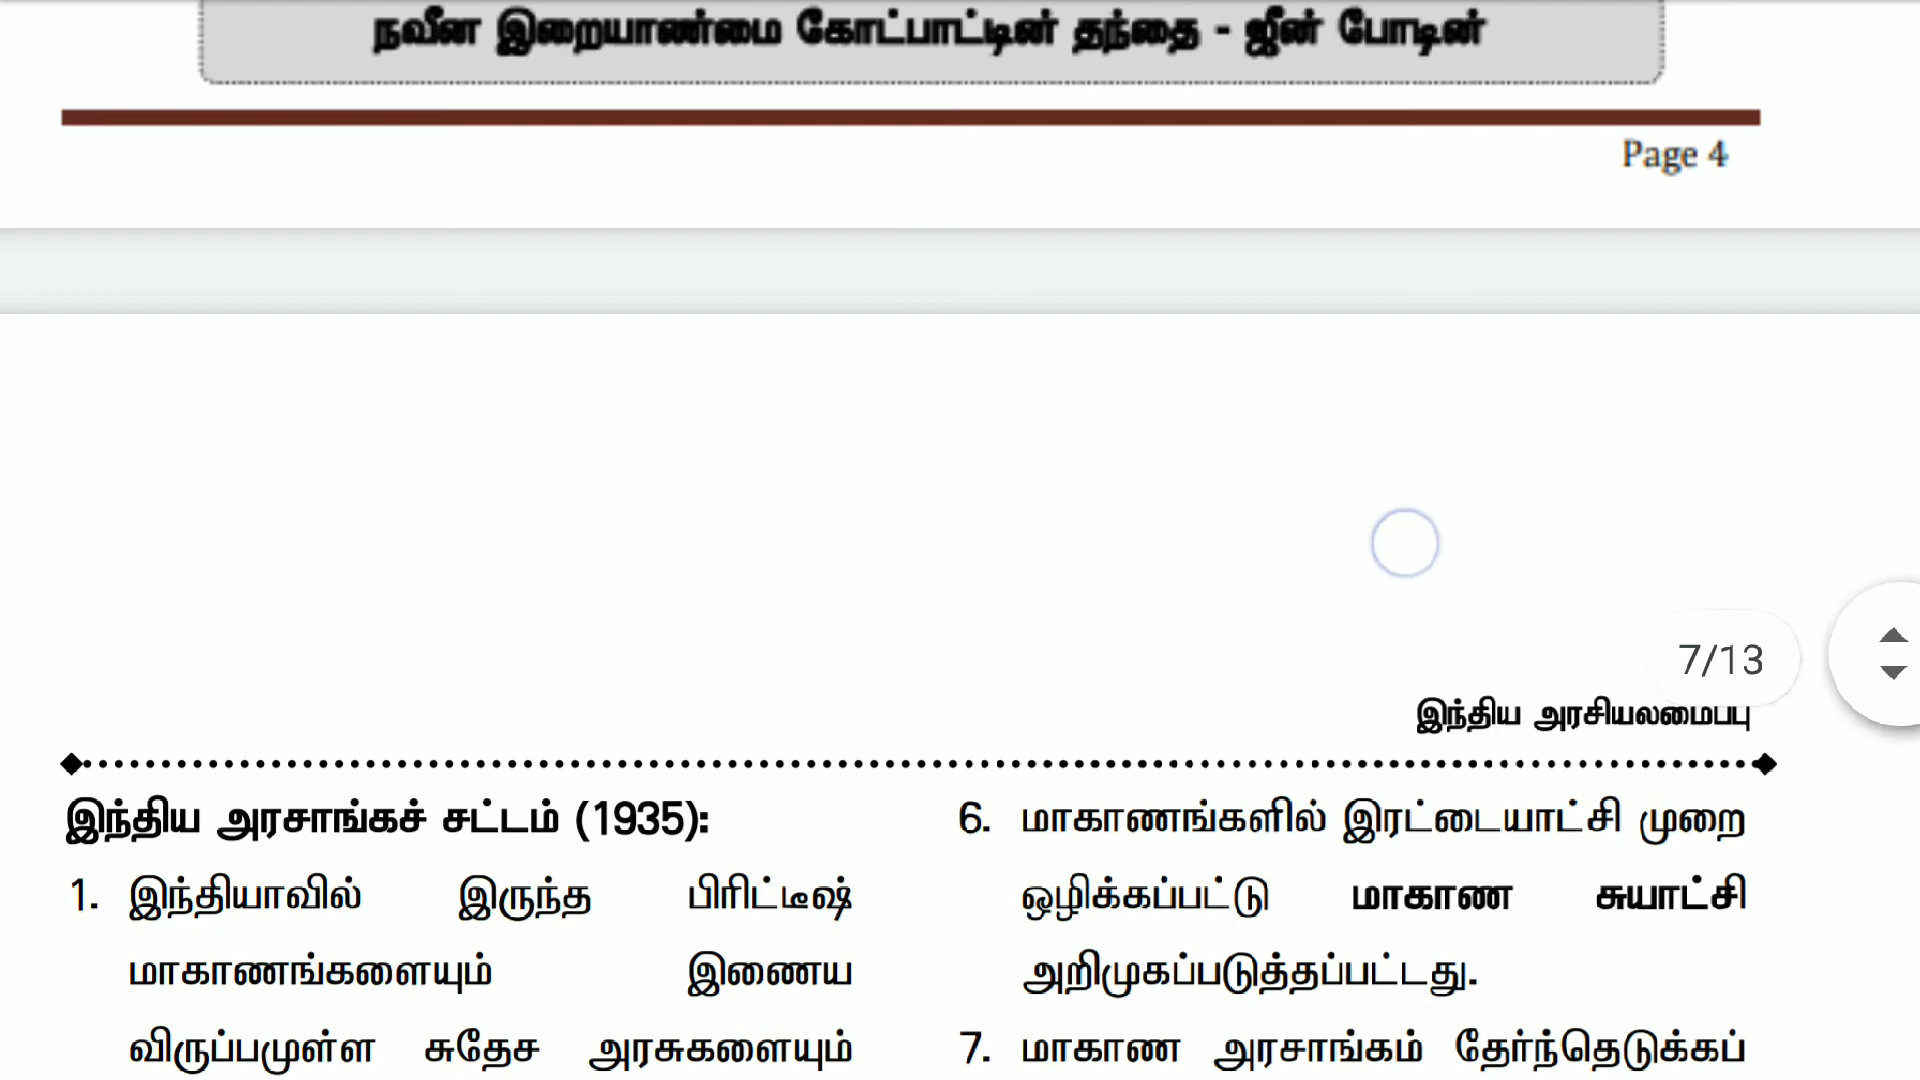 நவீன இறையாண்மை கோட்பாட்டின் தந்தை - ஜீன் போடின்
Page 4
7/13
இந்திய அரசியலமைப்பு
இந்திய அரசாங்கச் சட்டம் (1935):
1. இந்தியாவில் இருந்த பிரிட்டீஷ்
மாகாணங்களையும் இணைய
விருப்பமுள்ள சுதேச அரசுகளையும்
6. மாகாணங்களில் இரட்டையாட்சி முறை
ஒழிக்கப்பட்டு மாகாண சுயாட்சி
அறிமுகப்படுத்தப்பட்டது.
7. மாகாண அரசாங்கம் தேர்ந்தெடுக்கப்